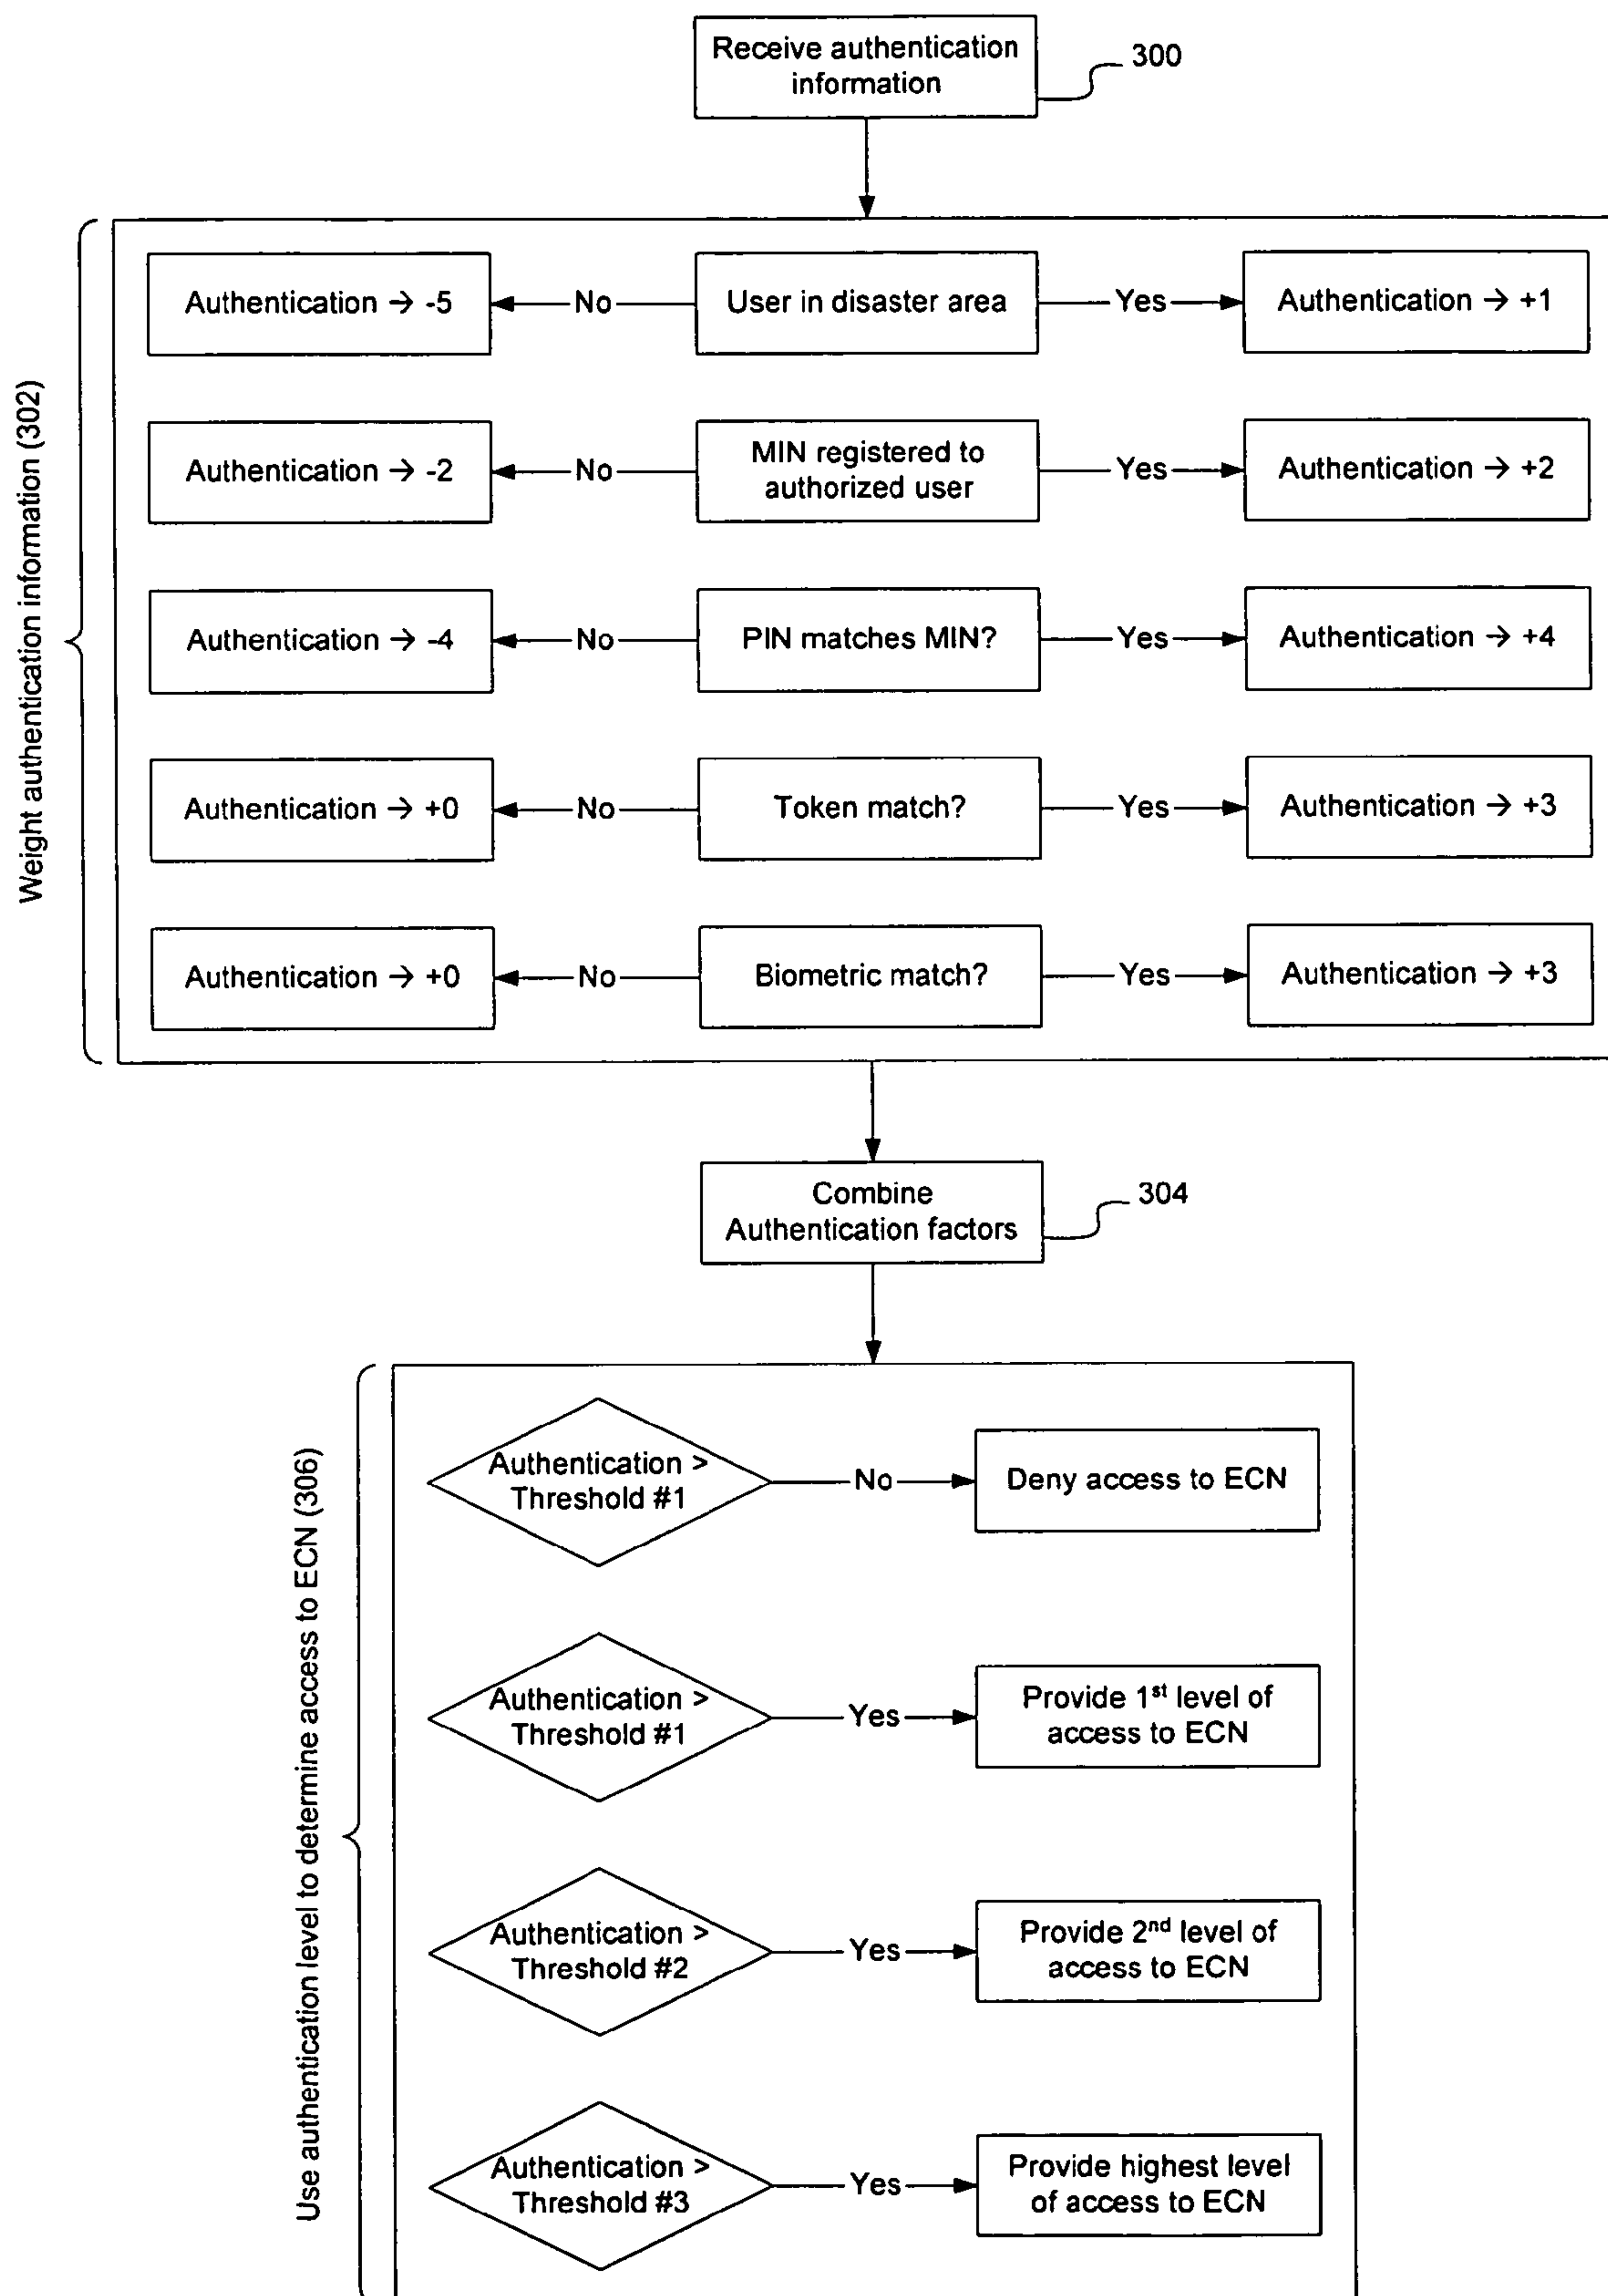 Receive authentication
information
300
Weight authentication information (302)
Authentication → -5
No
User in disaster area
Yes
Authentication → +1
Authentication → -2
No
MIN registered to
authorized user
Yes
Authentication → +2
Authentication → -4
No
PIN matches MIN?
Yes
Authentication → +4
Authentication → +0
No
Token match?
Yes
Authentication → +3
Authentication → +0
No
Biometric match?
Yes
Authentication → +3
Combine
Authentication factors
304
Use authentication level to determine access to ECN (306)
Authentication >
Threshold #1
No
Deny access to ECN
Authentication >
Threshold #1
Yes
Provide 1st level of
access to ECN
Authentication >
Threshold #2
Yes
Provide 2nd level of
access to ECN
Authentication >
Threshold #3
Yes
Provide highest level
of access to ECN